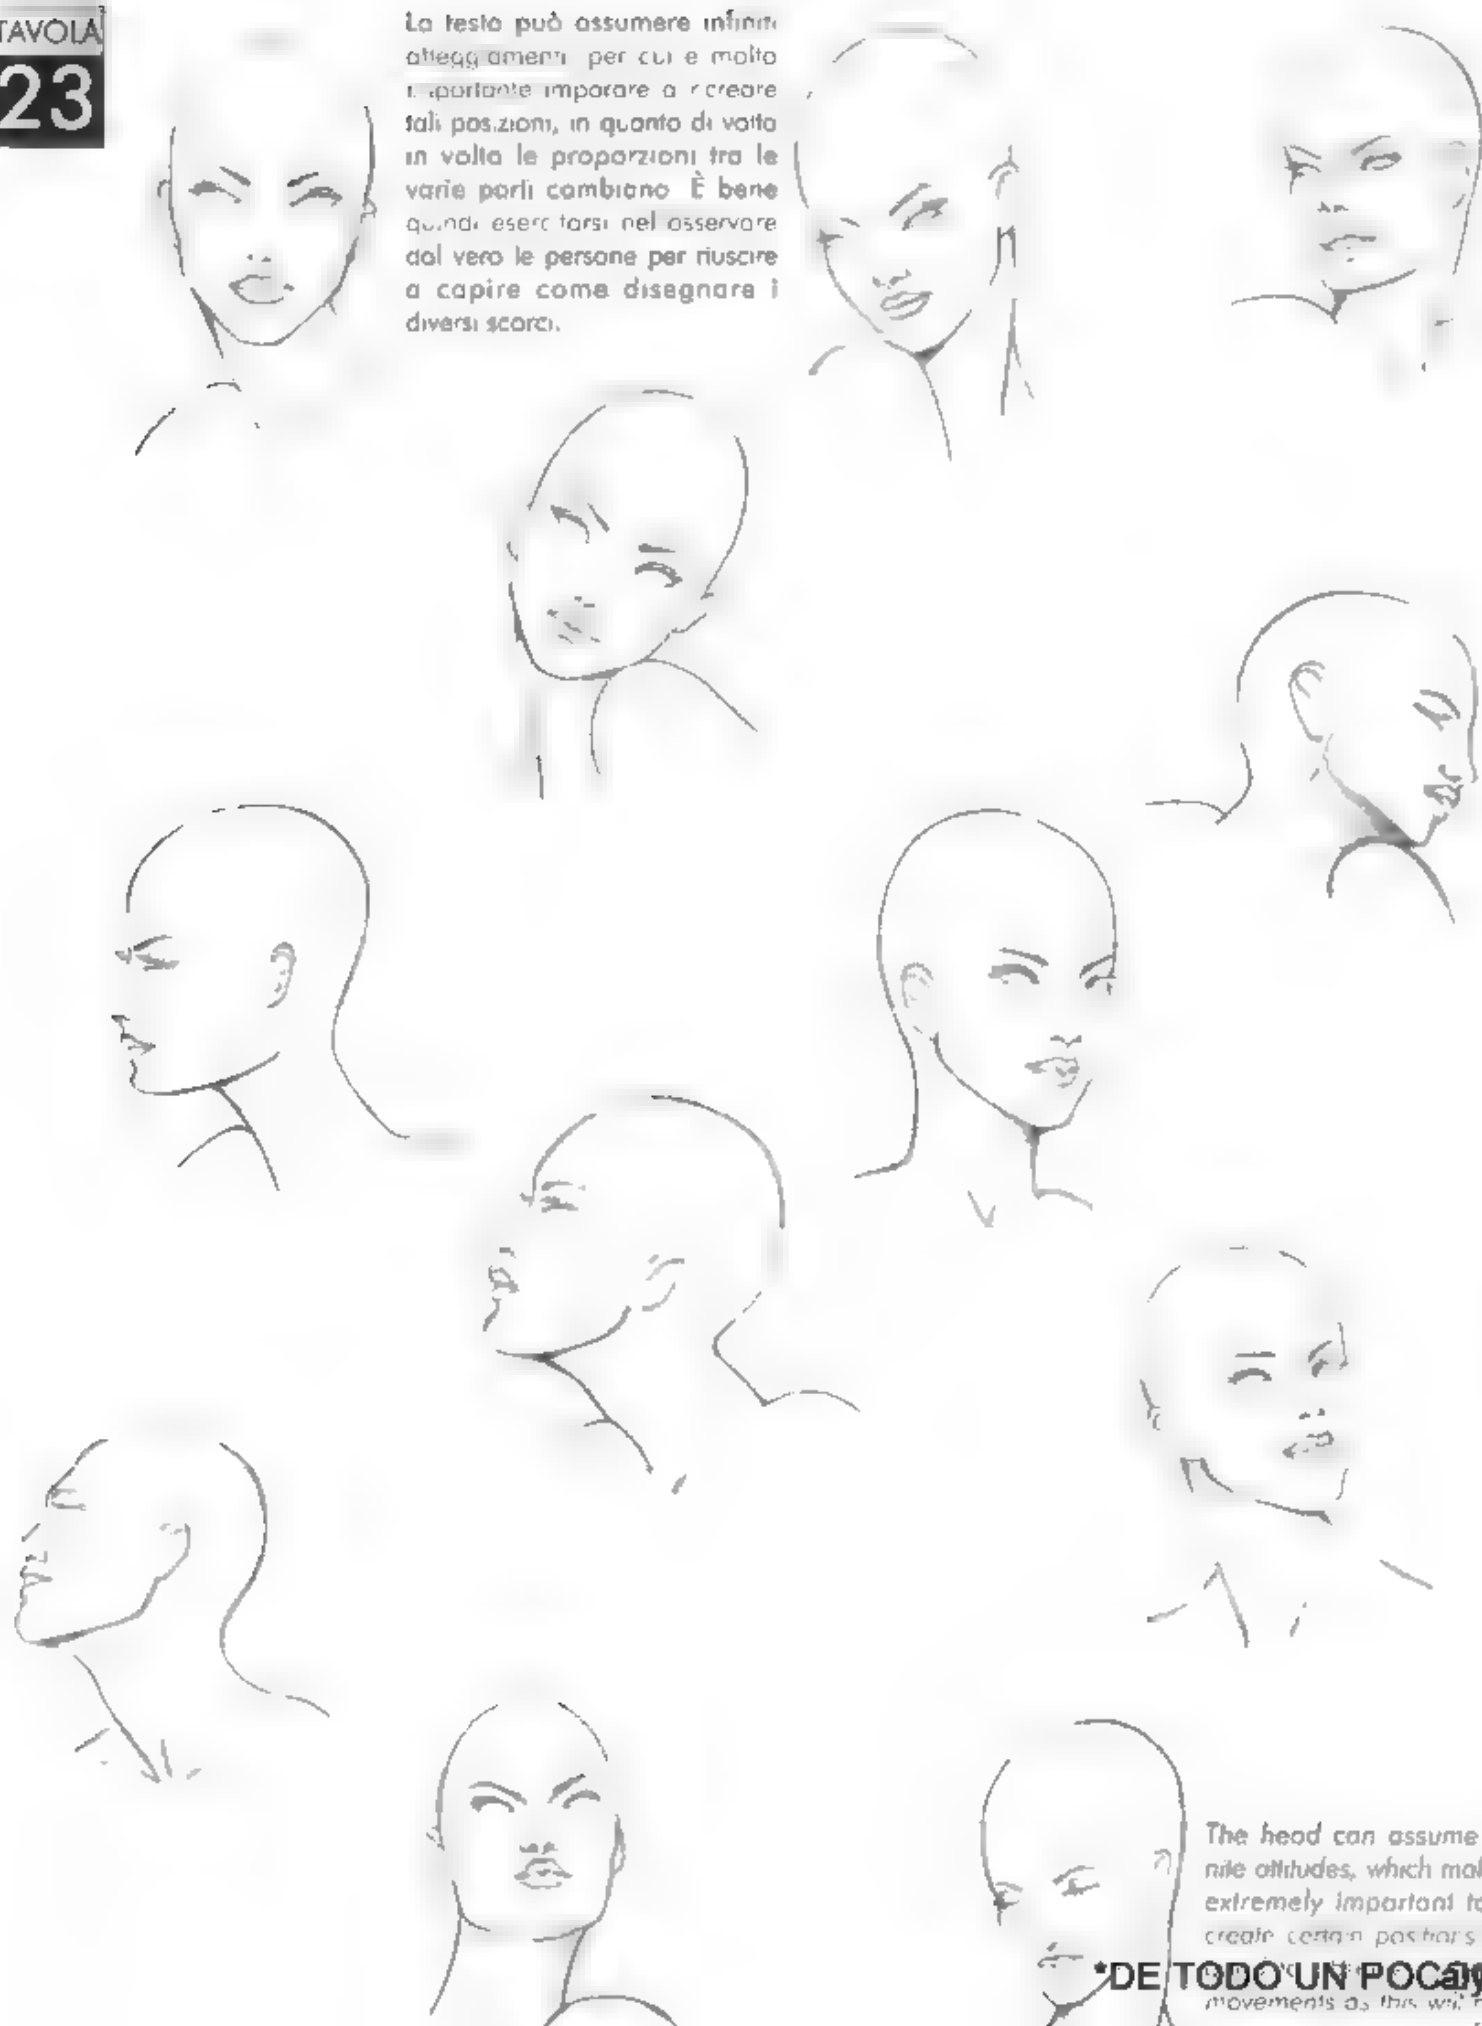 TAVOLA
23
La testa può assumere infiniti
atteggiamenti per cui e molto
importante imparare a ricreare
tali posizioni, in quanto di volta
in volta le proporzioni tra le
varie parti cambiano È bene
quindi esercitarsi nel osservare
dal vero le persone per riuscire
a capire come disegnare i
diversi scorci.
The head can assume
nite attitudes, which
extremely important
create certain positions
*DE TODO UN POC
movements as this will